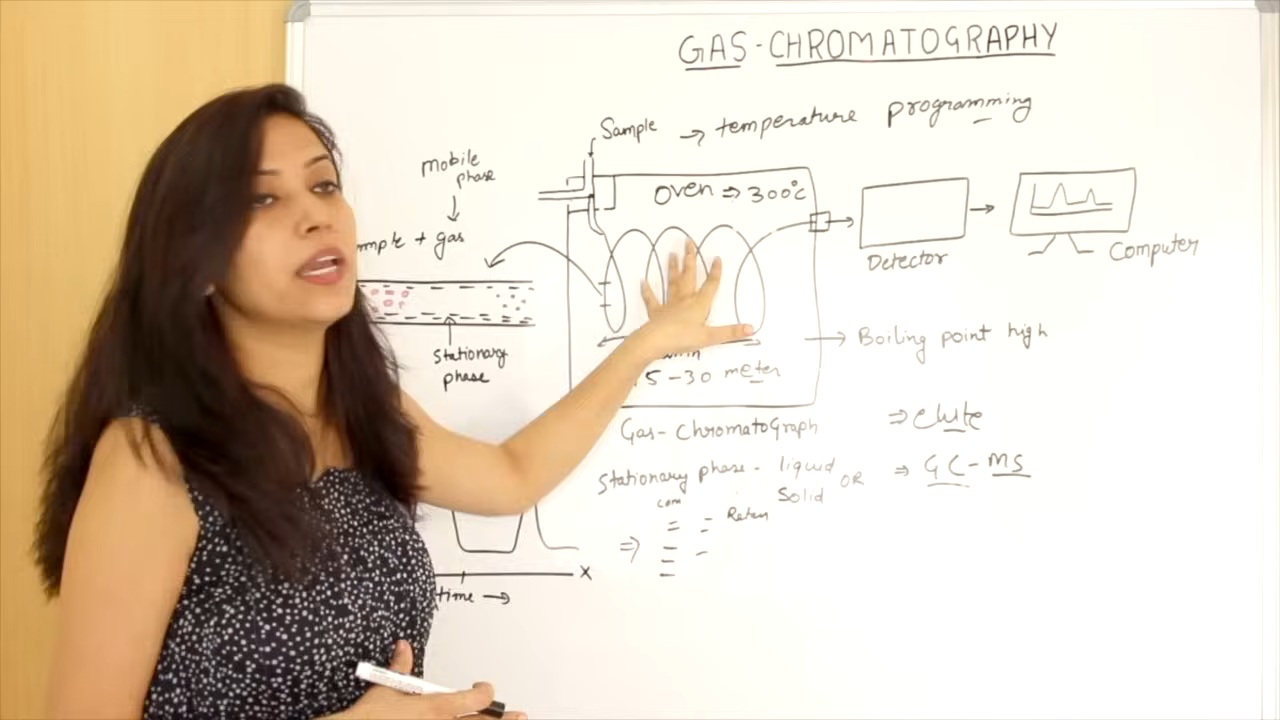 GAS-CHROMATOGRAPHY
Sample → temperature programming
mobile
phase
+ gas
Oven ⇒ 300°C
Detector
Computer
Stationary
phase
5-30 meter
→ Boiling point high
Gas-Chromatograph
⇒ elute
Stationary phase - liquid OR
Solid
⇒ GC-MS
com
Reten
time →
X